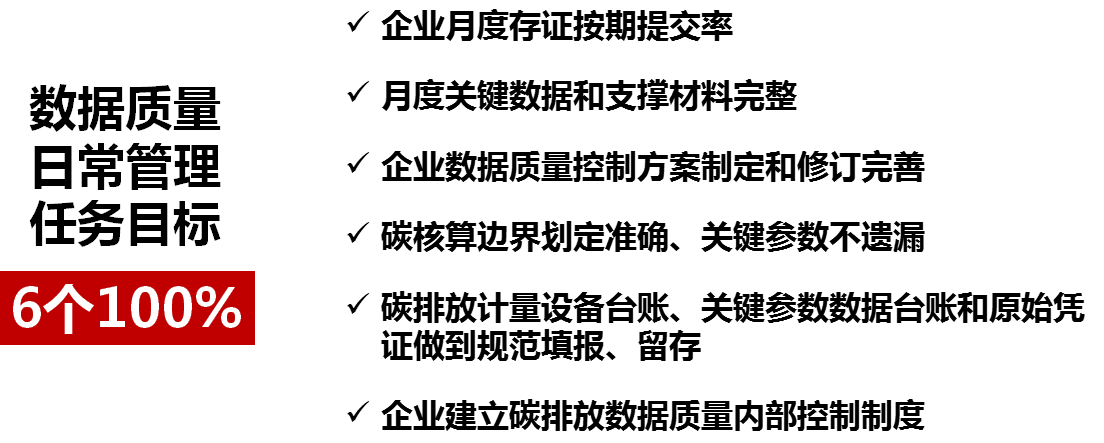 数据质量
日常管理
任务目标
6个100%
✓ 企业月度存证按期提交率
✓ 月度关键数据和支撑材料完整
✓ 企业数据质量控制方案制定和修订完善
✓ 碳核算边界划定准确、关键参数不遗漏
✓ 碳排放计量设备台账、关键参数数据台账和原始凭
证做到规范填报、留存
✓ 企业建立碳排放数据质量内部控制制度